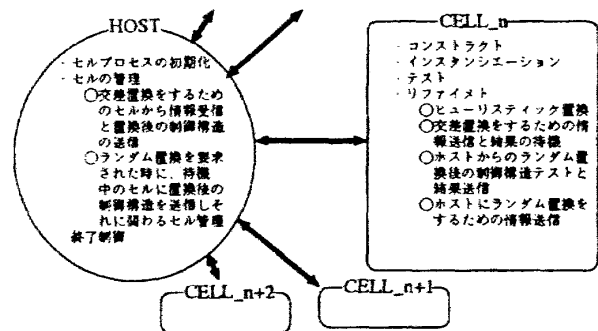 HOST
・セルプロセスの初期化
・セルの管理
○交差置換をするため
のセルから情報受信
と置換後の制御構造
の送信
○ランダム置換を要求
された時に、待機
中のセルに置換後の
制御構造を送信しそ
れに関わるセル管理
終了制御
CELL_n
・コンストラクト
・インスタンシエーション
・テスト
・リファイメト
○ヒューリスティック置換
○交差置換をするための情
報送信と結果の待機
○ホストからのランダム置
換後の制御構造テストと
結果送信
○ホストにランダム置換を
するための情報送信
CELL_n+2
CELL_n+1